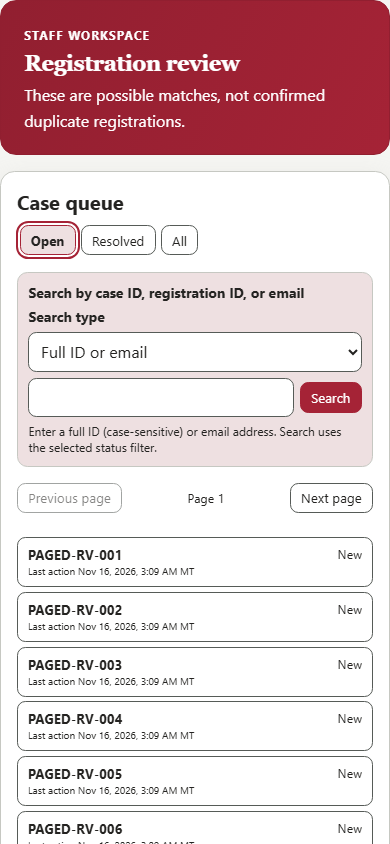 STAFF WORKSPACE
Registration review
These are possible matches, not confirmed
duplicate registrations.
Case queue
Open
Resolved
All
Search by case ID, registration ID, or email
Search type
Full ID or email
Search
Enter a full ID (case-sensitive) or email address. Search uses
the selected status filter.
Previous page
Page 1
Next page
PAGED-RV-001
New
Last action Nov 16, 2026, 3:09 AM MT
PAGED-RV-002
New
Last action Nov 16, 2026, 3:09 AM MT
PAGED-RV-003
New
Last action Nov 16, 2026, 3:09 AM MT
PAGED-RV-004
New
Last action Nov 16, 2026, 3:09 AM MT
PAGED-RV-005
New
Last action Nov 16, 2026, 3:09 AM MT
PAGED-RV-006
New